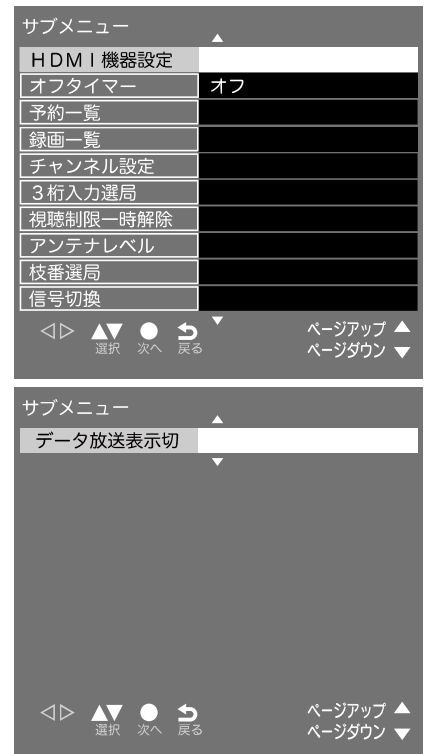 サブメニュー
HDMI機器設定
オフタイマー オフ
予約一覧
録画一覧
チャンネル設定
3桁入力選局
視聴制限一時解除
アンテナレベル
枝番選局
信号切換
選択 次へ 戻る ページアップ
ページダウン
サブメニュー
データ放送表示切
選択 次へ 戻る ページアップ
ページダウン